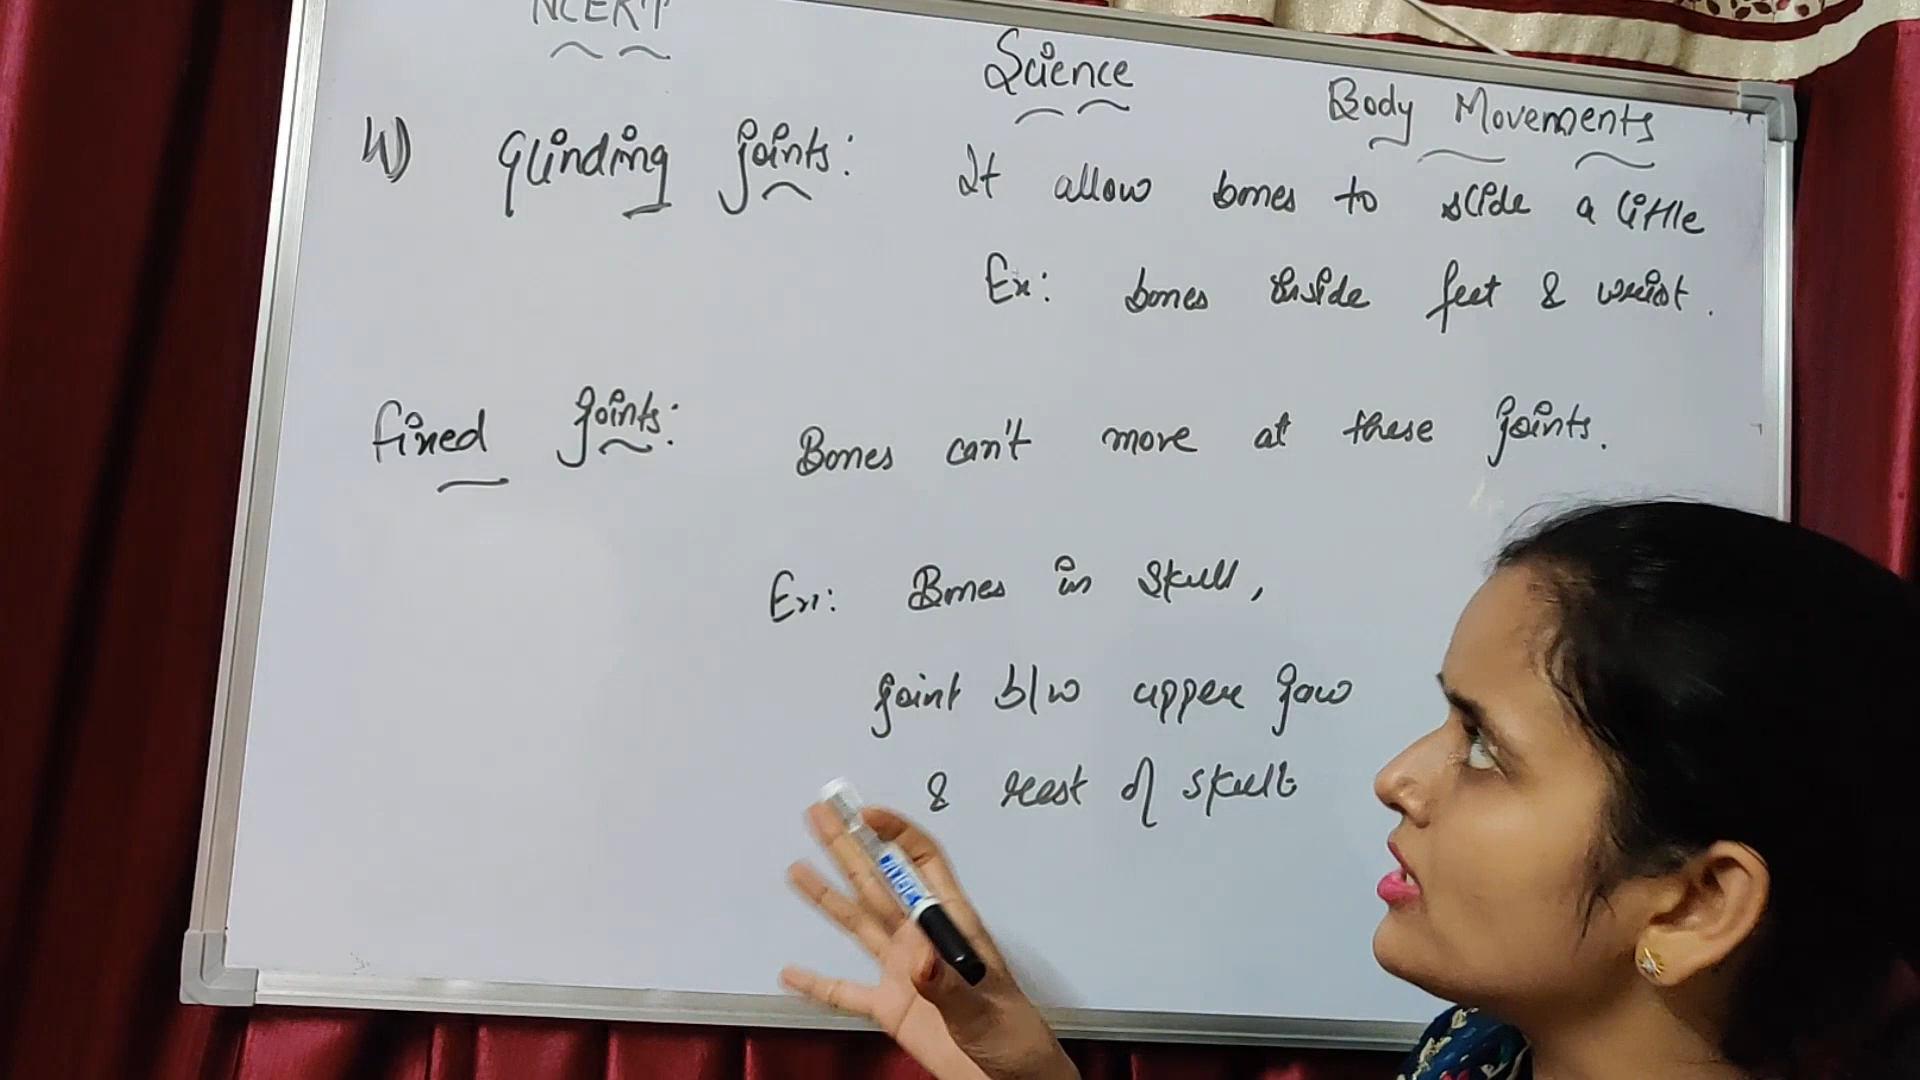 NCERT
Science
Body Movements
4) Glinding joints: It allow bones to slide a little
Ex: bones inside feet & wrist.
fixed joints: Bones can't move at these joints.
Ex: Bones in skull,
joint b/w upper jaw
& rest of skull